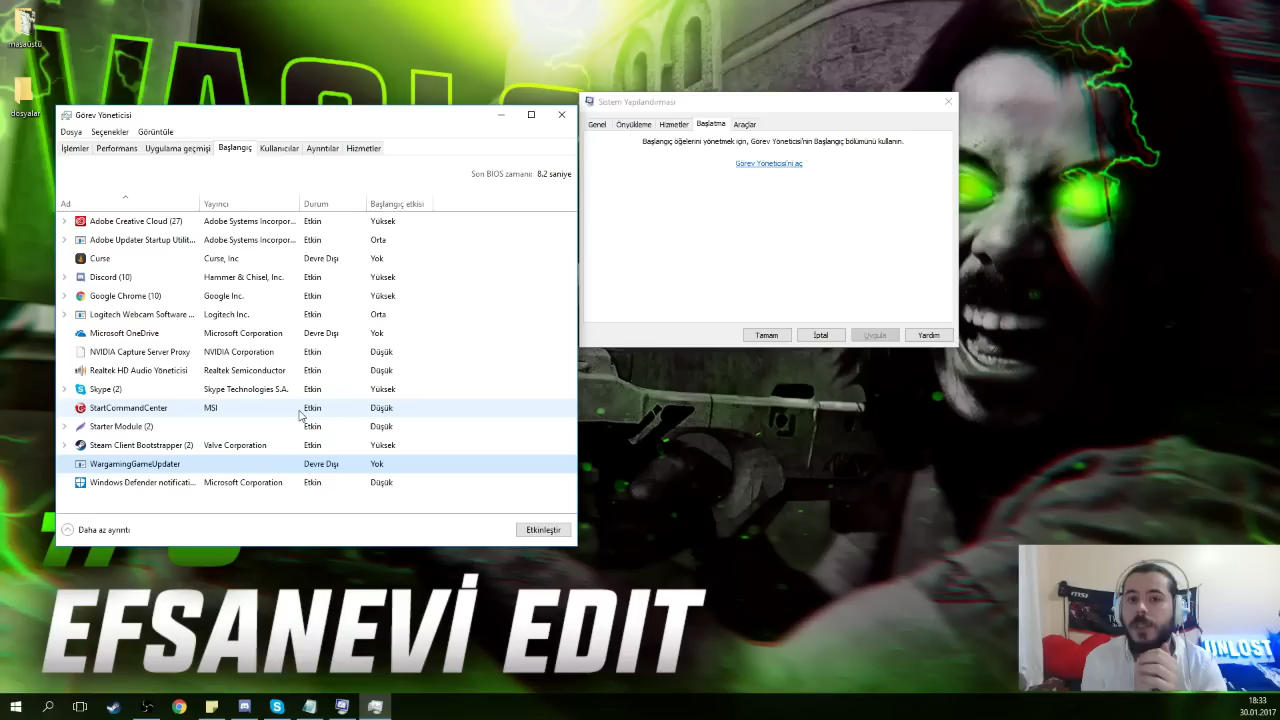 masaüstü
dosyalar
Görev Yöneticisi
Dosya Seçenekler Görüntüle
İşlemler Performans Uygulama geçmişi Başlangıç Kullanıcılar Ayrıntılar Hizmetler
Son BIOS zamanı: 8.2 saniye
Ad Yayıncı Durum Başlangıç etkisi
Adobe Creative Cloud (27) Adobe Systems Incorpor... Etkin Yüksek
Adobe Updater Startup Utilit... Adobe Systems Incorpor... Etkin Orta
Curse Curse, Inc Devre Dışı Yok
Discord (10) Hammer & Chisel, Inc. Etkin Yüksek
Google Chrome (10) Google Inc. Etkin Yüksek
Logitech Webcam Software ... Logitech Inc. Etkin Orta
Microsoft OneDrive Microsoft Corporation Devre Dışı Yok
NVIDIA Capture Server Proxy NVIDIA Corporation Etkin Düşük
Realtek HD Audio Yöneticisi Realtek Semiconductor Etkin Düşük
Skype (2) Skype Technologies S.A. Etkin Yüksek
StartCommandCenter MSI Etkin Düşük
Starter Module (2) Etkin Düşük
Steam Client Bootstrapper (2) Valve Corporation Etkin Yüksek
WargamingGameUpdater Devre Dışı Yok
Windows Defender notificati... Microsoft Corporation Etkin Düşük
Daha az ayrıntı Etkinleştir
Sistem Yapılandırması
Genel Önyükleme Hizmetler Başlatma Araçlar
Başlangıç öğelerini yönetmek için, Görev Yöneticisi'nin Başlangıç bölümünü kullanın.
Görev Yöneticisi'ni aç
Tamam İptal Uygula Yardım
EFSANEVİ EDIT
msi
INLOST
18:33
30.01.2017